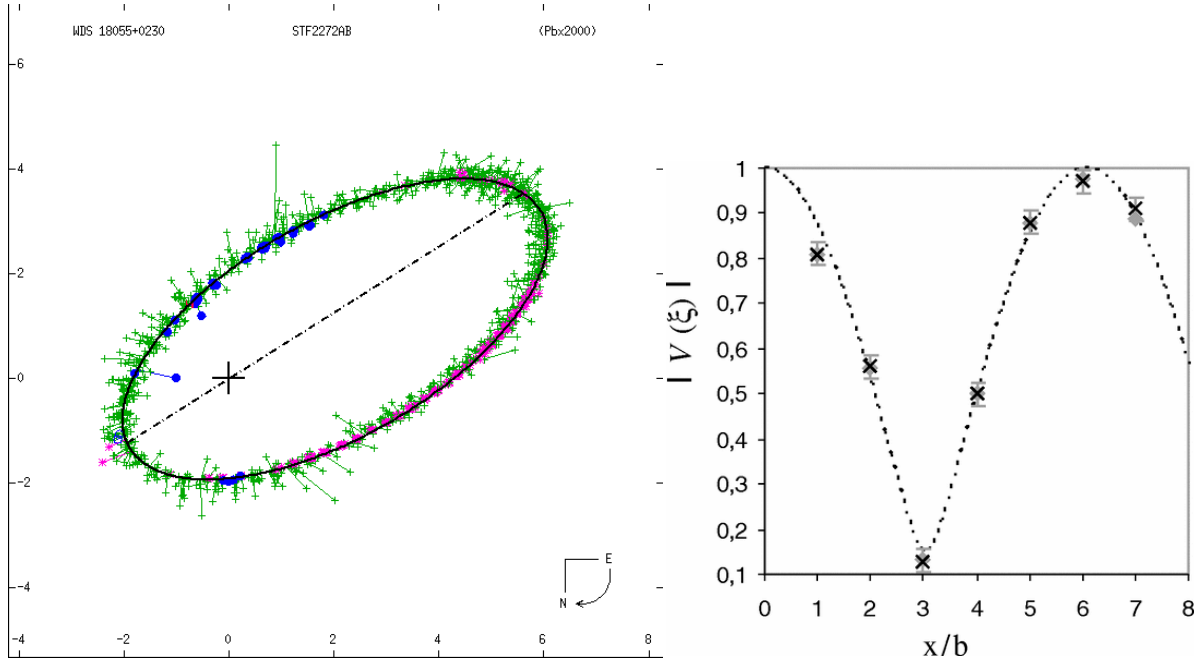 WDS 18055+0230 STF2272AB (Pbx2000)
-6
-4
-2
-0
-2
-4
-4 -2 0 2 4 6 8
E
N
| V (ξ) |
1
0,9
0,8
0,7
0,6
0,5
0,4
0,3
0,2
0,1
0 1 2 3 4 5 6 7 8
x/b